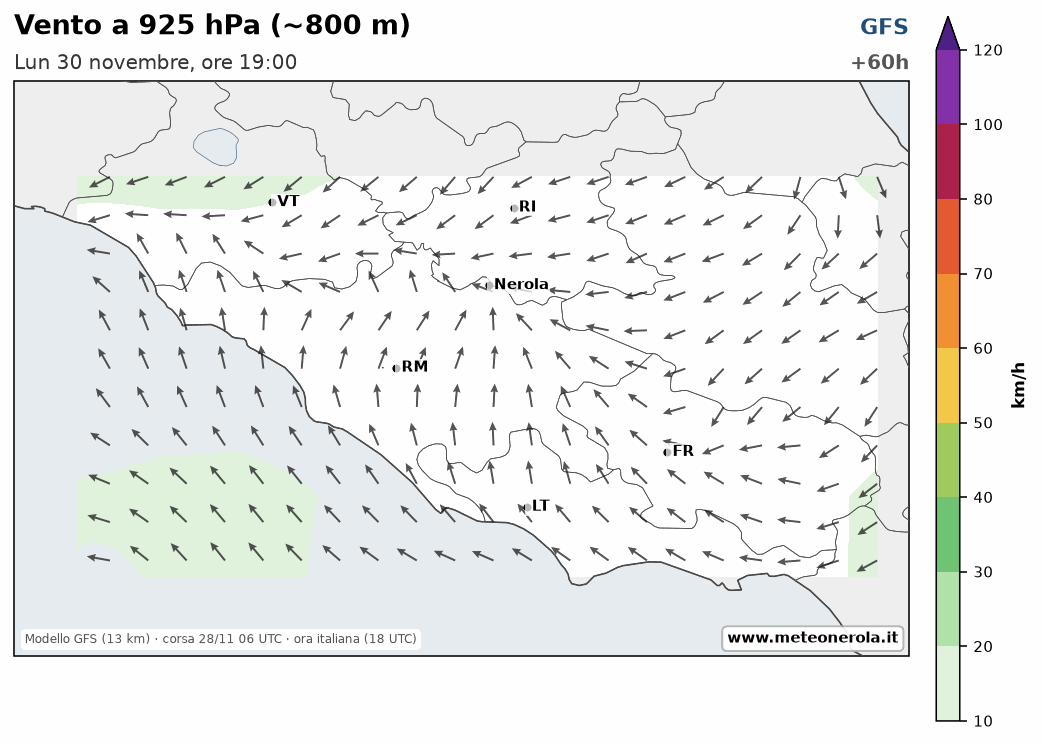 Vento a 925 hPa (~800 m)
GFS
Lun 30 novembre, ore 19:00
+60h
VT
RI
Nerola
RM
FR
LT
Modello GFS (13 km) · corsa 28/11 06 UTC · ora italiana (18 UTC)
www.meteonerola.it
120
100
80
70
60
50
40
30
20
10
km/h